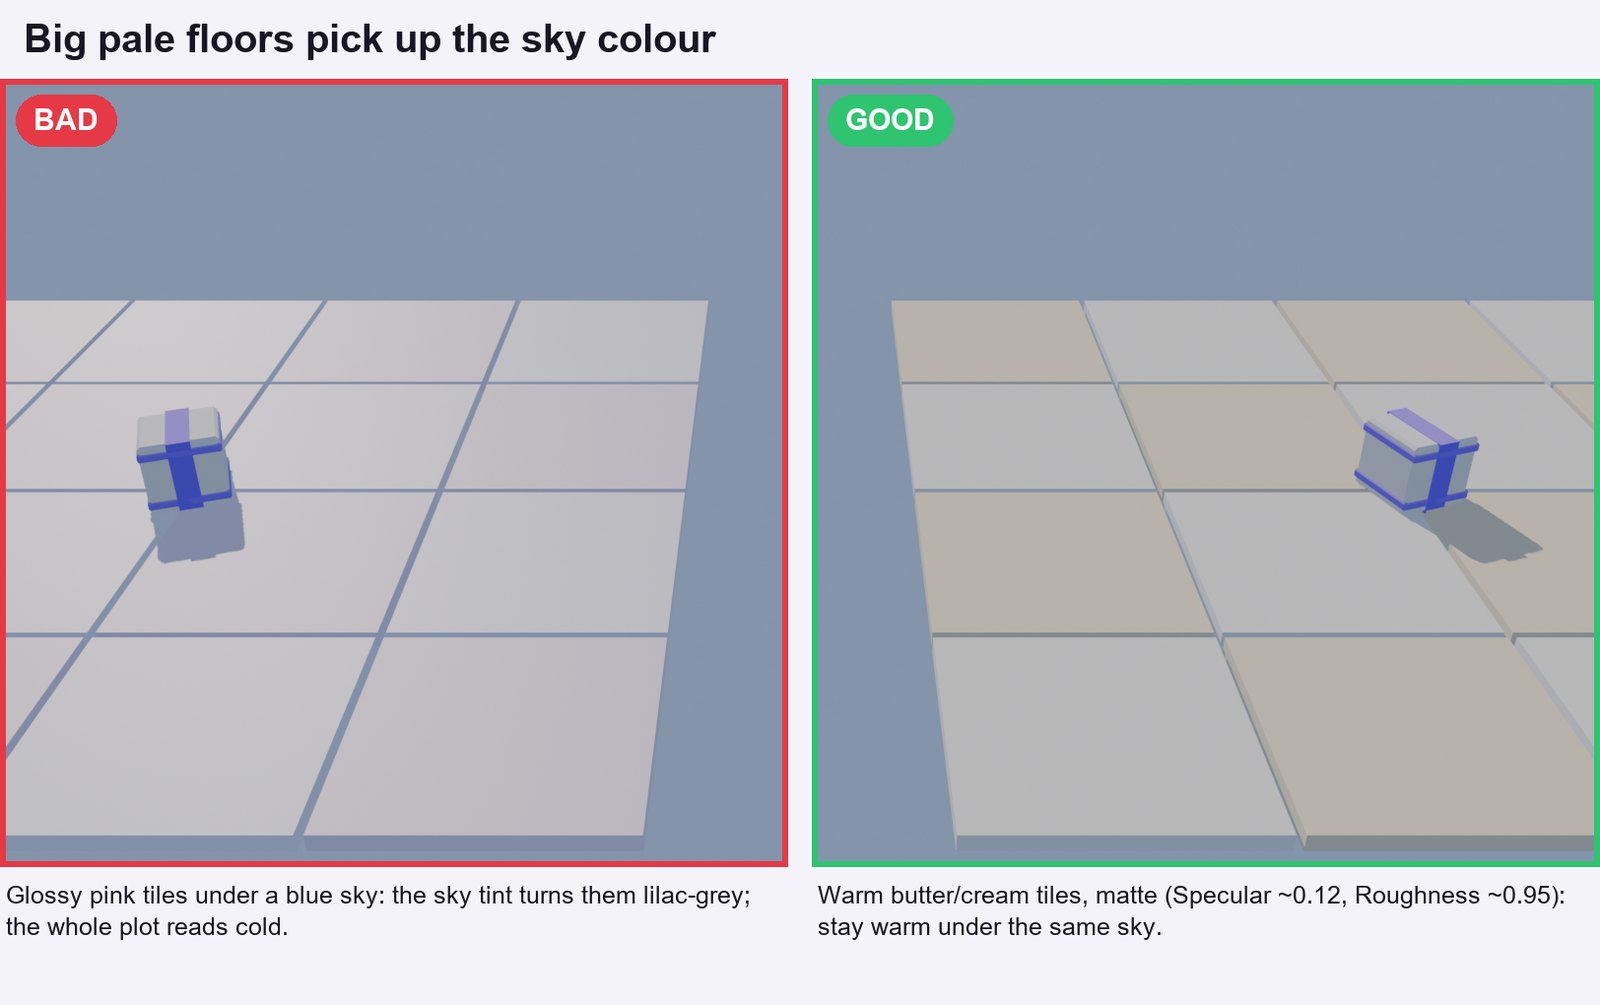 Big pale floors pick up the sky colour
BAD
GOOD
Glossy pink tiles under a blue sky: the sky tint turns them lilac-grey;
the whole plot reads cold.
Warm butter/cream tiles, matte (Specular ~0.12, Roughness ~0.95):
stay warm under the same sky.